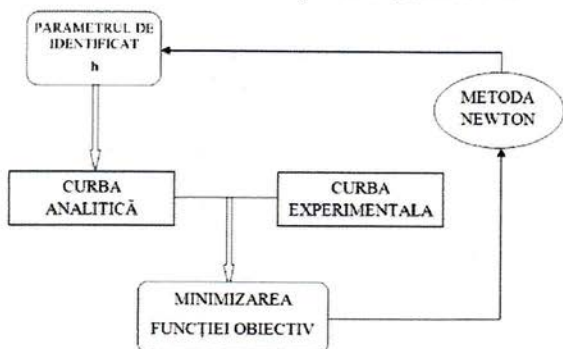 PARAMETRUL DE
IDENTIFICAT
h
METODA
NEWTON
CURBA
ANALITICĂ
CURBA
EXPERIMENTALA
MINIMIZAREA
FUNCȚIEI OBIECTIV